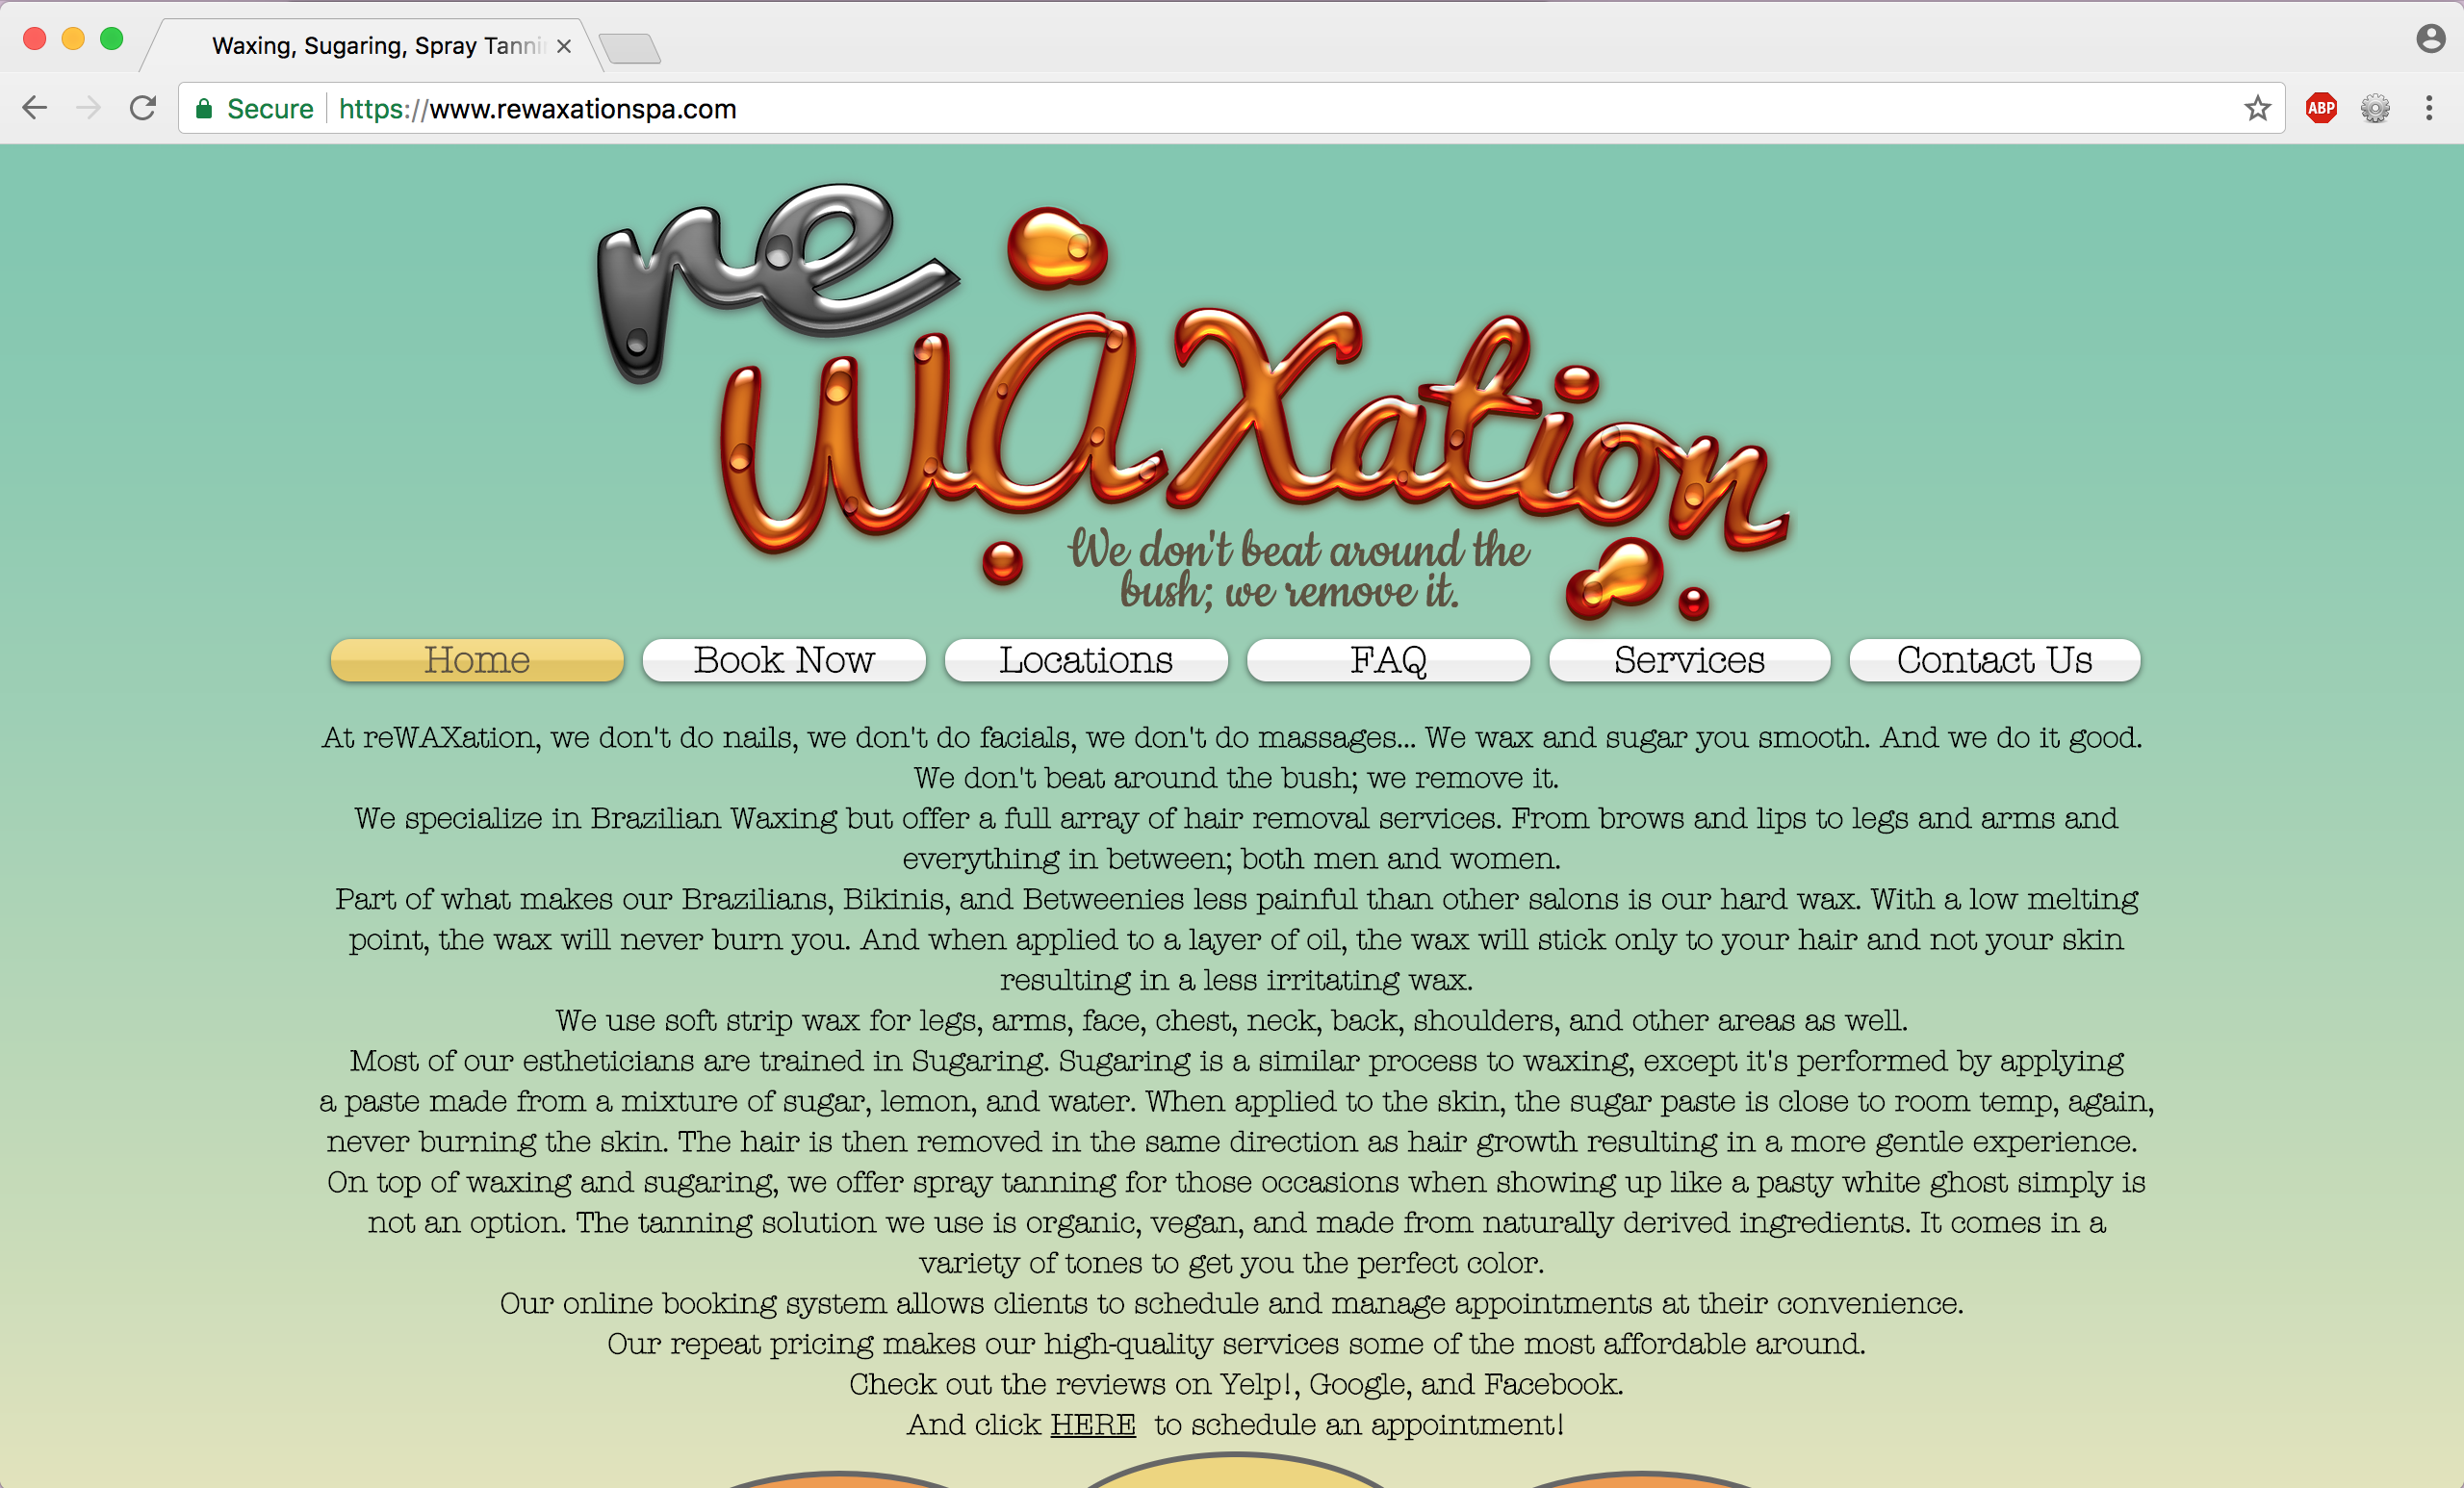 Waxing, Sugaring, Spray Tanni
Secure https://www.rewaxationspa.com
ABP
re
waxation
We don't beat around the
bush; we remove it.
Home Book Now Locations FAQ Services Contact Us
At reWAXation, we don't do nails, we don't do facials, we don't do massages... We wax and sugar you smooth. And we do it good.
We don't beat around the bush; we remove it.
We specialize in Brazilian Waxing but offer a full array of hair removal services. From brows and lips to legs and arms and
everything in between; both men and women.
Part of what makes our Brazilians, Bikinis, and Betweenies less painful than other salons is our hard wax. With a low melting
point, the wax will never burn you. And when applied to a layer of oil, the wax will stick only to your hair and not your skin
resulting in a less irritating wax.
We use soft strip wax for legs, arms, face, chest, neck, back, shoulders, and other areas as well.
Most of our estheticians are trained in Sugaring. Sugaring is a similar process to waxing, except it's performed by applying
a paste made from a mixture of sugar, lemon, and water. When applied to the skin, the sugar paste is close to room temp, again,
never burning the skin. The hair is then removed in the same direction as hair growth resulting in a more gentle experience.
On top of waxing and sugaring, we offer spray tanning for those occasions when showing up like a pasty white ghost simply is
not an option. The tanning solution we use is organic, vegan, and made from naturally derived ingredients. It comes in a
variety of tones to get you the perfect color.
Our online booking system allows clients to schedule and manage appointments at their convenience.
Our repeat pricing makes our high-quality services some of the most affordable around.
Check out the reviews on Yelp!, Google, and Facebook.
And click HERE to schedule an appointment!